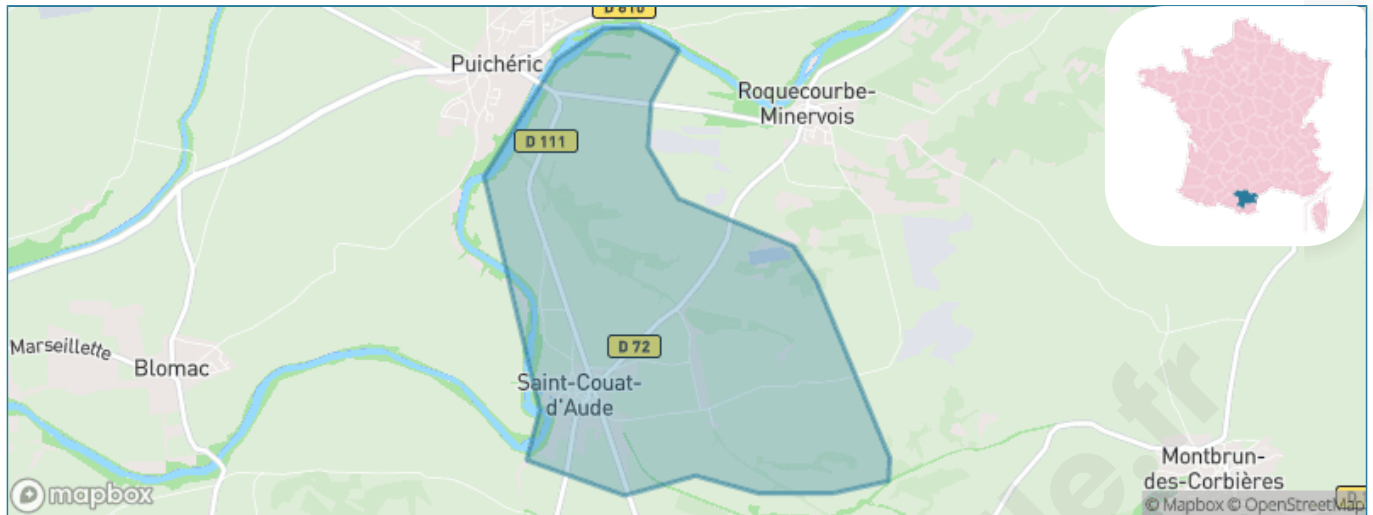 D 610
Puichéric
Roquecourbe-
Minervois
D 111
Marseillette
Blomac
D 72
Saint-Couat-
d'Aude
Montbrun-
des-Corbières
mapbox
© Mapbox © OpenStreetMap